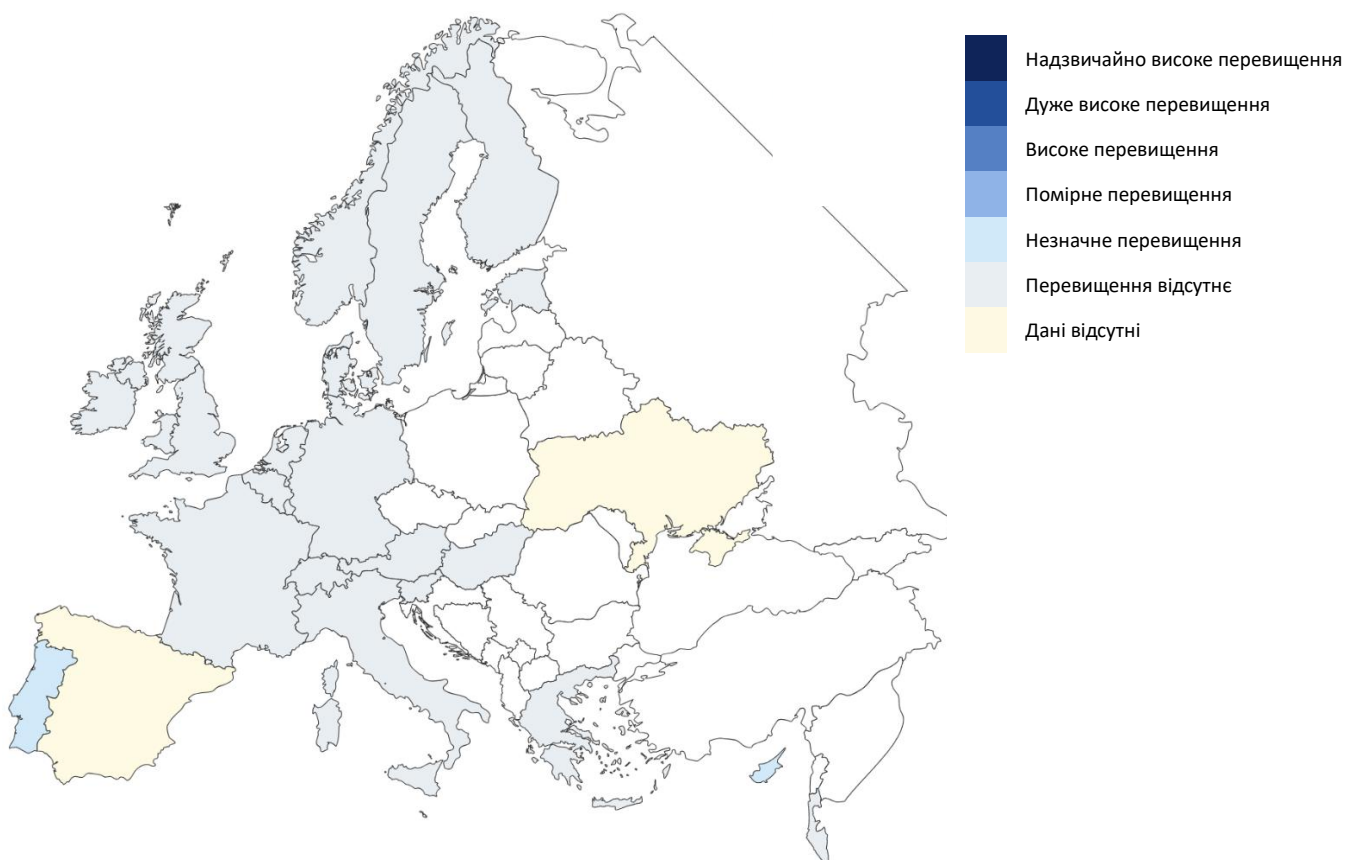 Надзвичайно високе перевищення
Дуже високе перевищення
Високе перевищення
Помірне перевищення
Незначне перевищення
Перевищення відсутнє
Дані відсутні